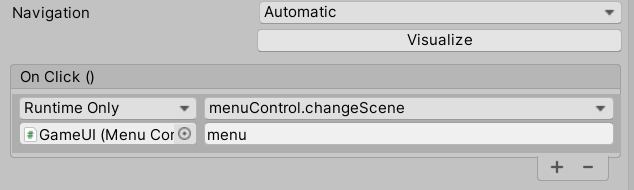 Navigation Automatic
Visualize
On Click ()
Runtime Only menuControl.changeScene
# GameUI (Menu Cor menu
+ −